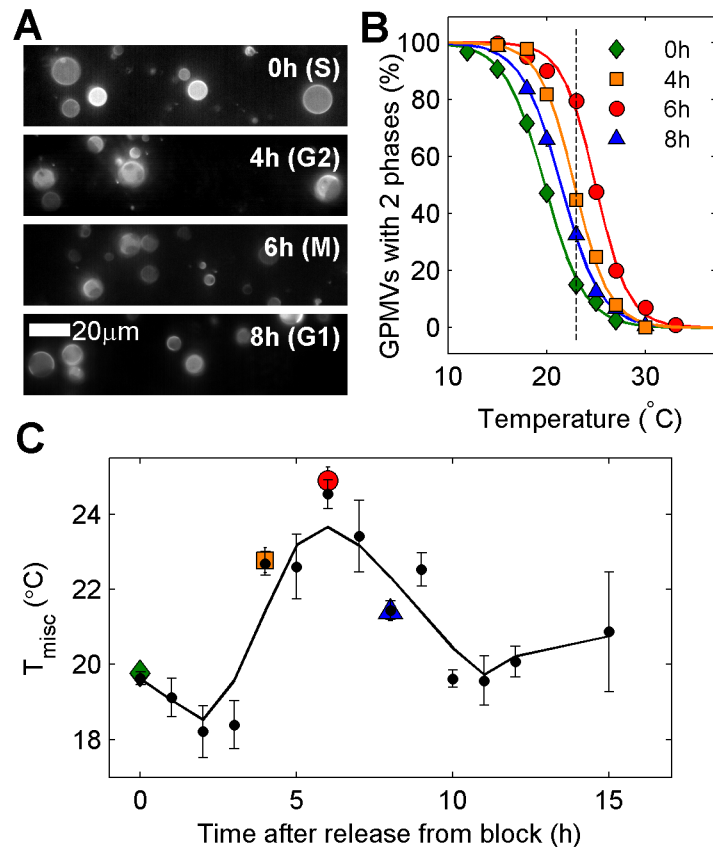 A
0h (S)
4h (G2)
6h (M)
20μm
8h (G1)
B
GPMVs with 2 phases (%)
100
80
60
40
20
0
0h
4h
6h
8h
10
20
30
Temperature (°C)
C
T_misc (°C)
24
22
20
18
0
5
10
15
Time after release from block (h)